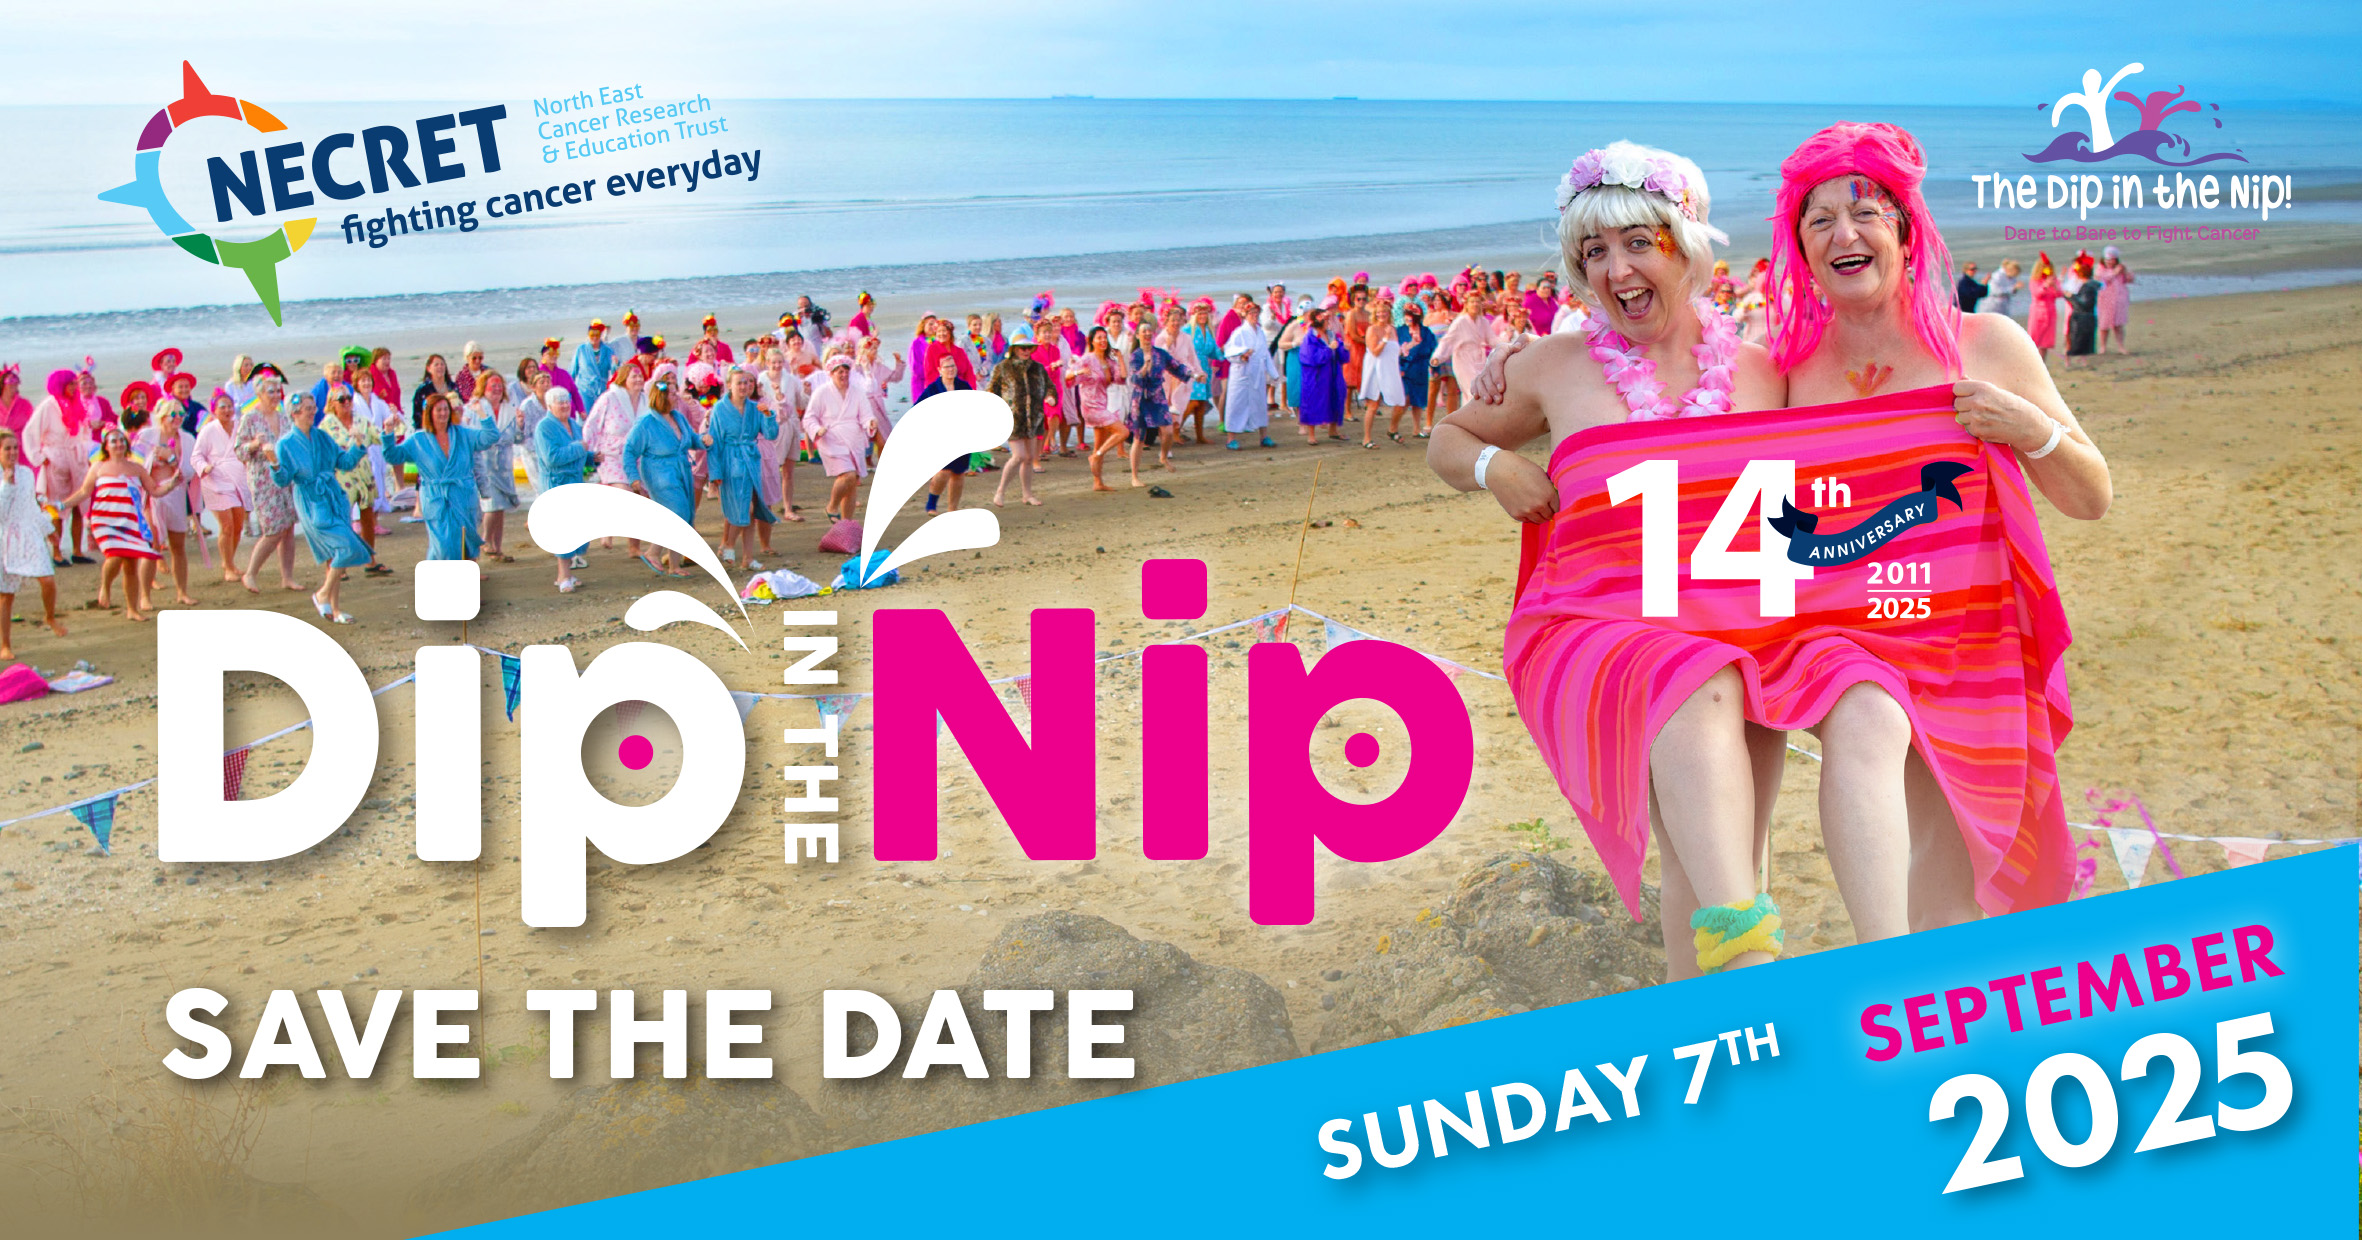 NECRET
North East
Cancer Research
& Education Trust
fighting cancer everyday
The Dip in the Nip!
Dare to Bare to Fight Cancer
14th
ANNIVERSARY
2011
2025
Dip IN THE Nip
SAVE THE DATE
SUNDAY 7TH SEPTEMBER
2025